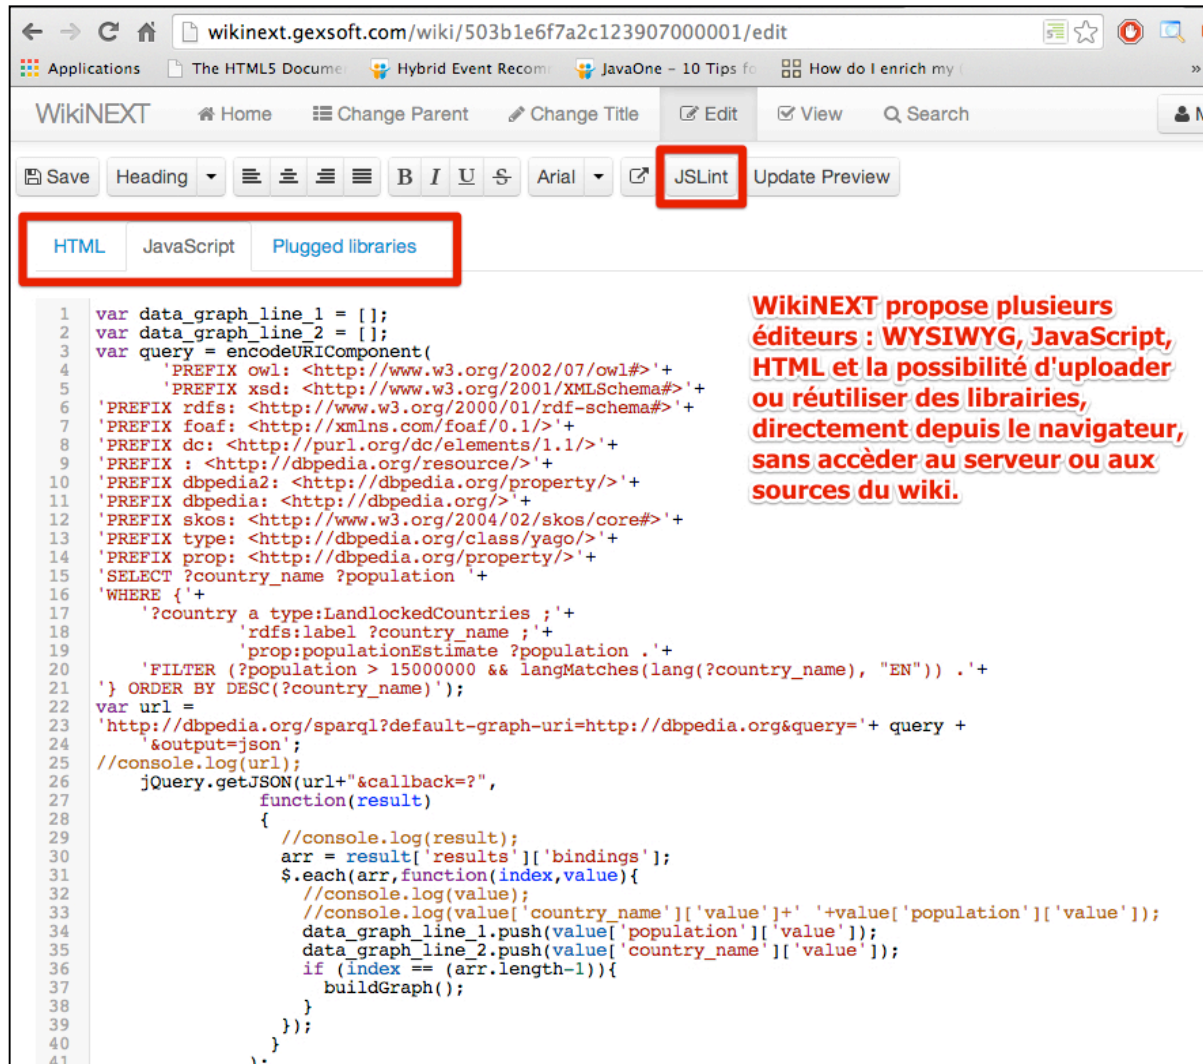 wikinext.gexsoft.com/wiki/503b1e6f7a2c123907000001/edit
Applications The HTML5 Docume Hybrid Event Recom JavaOne – 10 Tips fo How do I enrich my »
WikiNEXT Home Change Parent Change Title Edit View Search M
Save Heading B I U S Arial JSLint Update Preview
HTML JavaScript Plugged libraries
WikiNEXT propose plusieurs
éditeurs : WYSIWYG, JavaScript,
HTML et la possibilité d'uploader
ou réutiliser des librairies,
directement depuis le navigateur,
sans accèder au serveur ou aux
sources du wiki.
1 var data_graph_line_1 = [];
2 var data_graph_line_2 = [];
3 var query = encodeURIComponent(
4 'PREFIX owl: <http://www.w3.org/2002/07/owl#>'+
5 'PREFIX xsd: <http://www.w3.org/2001/XMLSchema#>'+
6 'PREFIX rdfs: <http://www.w3.org/2000/01/rdf-schema#>'+
7 'PREFIX foaf: <http://xmlns.com/foaf/0.1/>'+
8 'PREFIX dc: <http://purl.org/dc/elements/1.1/>'+
9 'PREFIX : <http://dbpedia.org/resource/>'+
10 'PREFIX dbpedia2: <http://dbpedia.org/property/>'+
11 'PREFIX dbpedia: <http://dbpedia.org/>'+
12 'PREFIX skos: <http://www.w3.org/2004/02/skos/core#>'+
13 'PREFIX type: <http://dbpedia.org/class/yago/>'+
14 'PREFIX prop: <http://dbpedia.org/property/>'+
15 'SELECT ?country_name ?population '+
16 'WHERE {'+
17 '?country a type:LandlockedCountries ;'+
18 'rdfs:label ?country_name ;'+
19 'prop:populationEstimate ?population .'+
20 'FILTER (?population > 15000000 && langMatches(lang(?country_name), "EN")) .'+
21 '} ORDER BY DESC(?country_name)');
22 var url =
23 'http://dbpedia.org/sparql?default-graph-uri=http://dbpedia.org&query='+ query +
24 '&output=json';
25 //console.log(url);
26 jQuery.getJSON(url+"&callback=?",
27 function(result)
28 {
29 //console.log(result);
30 arr = result['results']['bindings'];
31 $.each(arr,function(index,value){
32 //console.log(value);
33 //console.log(value['country_name']['value']+' '+value['population']['value']);
34 data_graph_line_1.push(value['population']['value']);
35 data_graph_line_2.push(value['country_name']['value']);
36 if (index == (arr.length-1)){
37 buildGraph();
38 }
39 });
40 }
41 );